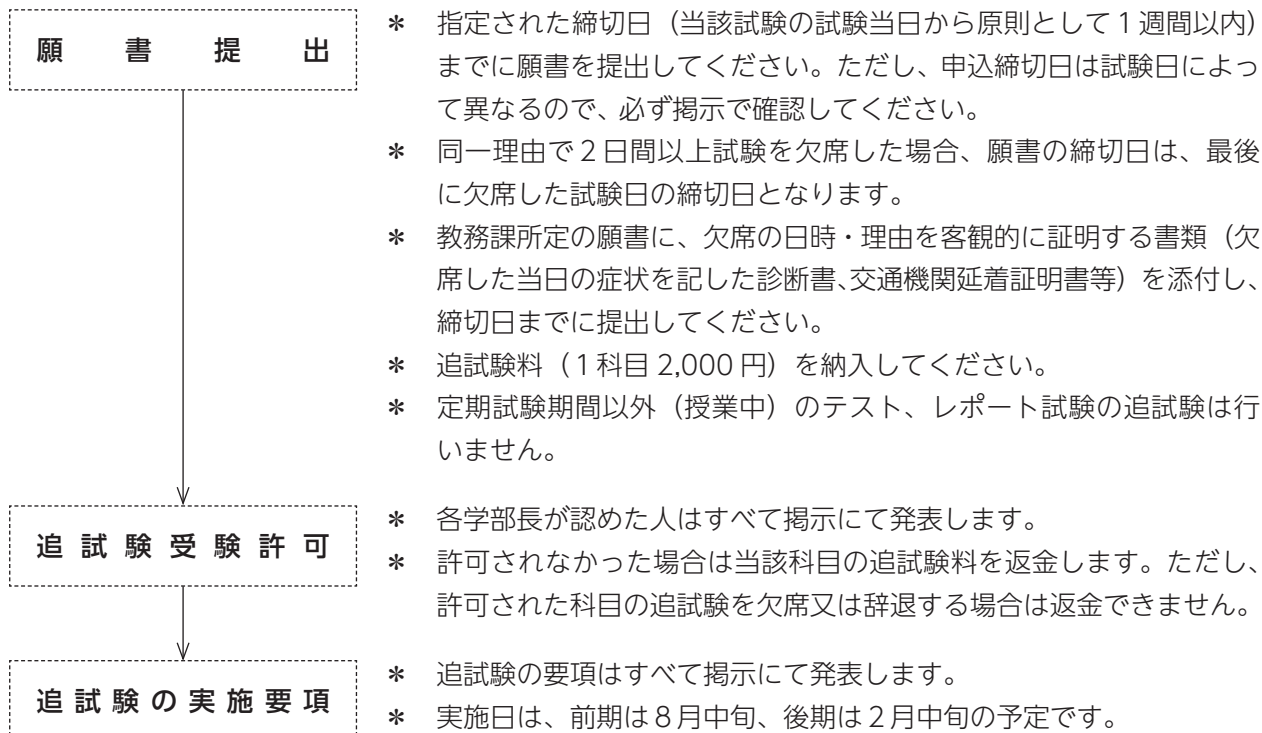 願書提出
＊ 指定された締切日（当該試験の試験当日から原則として1週間以内）
までに願書を提出してください。ただし、申込締切日は試験日によっ
て異なるので、必ず掲示で確認してください。
＊ 同一理由で2日間以上試験を欠席した場合、願書の締切日は、最後
に欠席した試験日の締切日となります。
＊ 教務課所定の願書に、欠席の日時・理由を客観的に証明する書類（欠
席した当日の症状を記した診断書、交通機関延着証明書等）を添付し、
締切日までに提出してください。
＊ 追試験料（1科目 2,000 円）を納入してください。
＊ 定期試験期間以外（授業中）のテスト、レポート試験の追試験は行
いません。
追試験受験許可
＊ 各学部長が認めた人はすべて掲示にて発表します。
＊ 許可されなかった場合は当該科目の追試験料を返金します。ただし、
許可された科目の追試験を欠席又は辞退する場合は返金できません。
追試験の実施要項
＊ 追試験の要項はすべて掲示にて発表します。
＊ 実施日は、前期は8月中旬、後期は2月中旬の予定です。